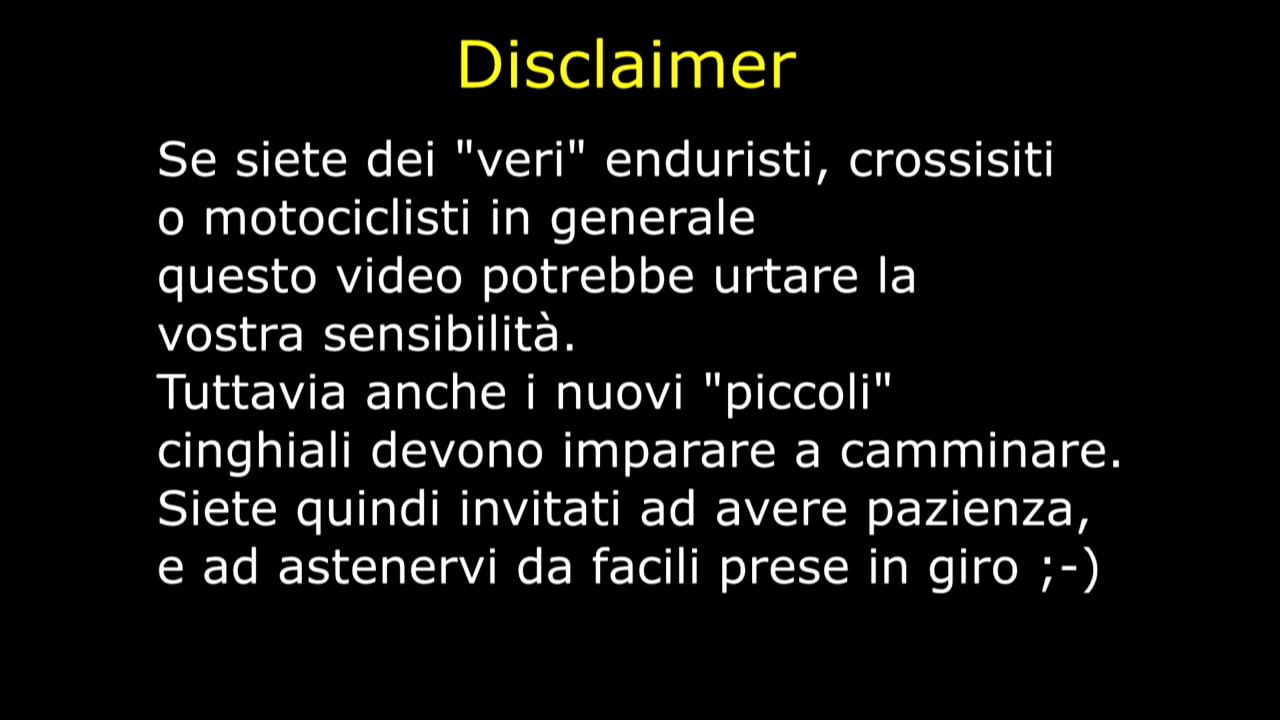 Disclaimer
Se siete dei "veri" enduristi, crossisiti
o motociclisti in generale
questo video potrebbe urtare la
vostra sensibilità.
Tuttavia anche i nuovi "piccoli"
cinghiali devono imparare a camminare.
Siete quindi invitati ad avere pazienza,
e ad astenervi da facili prese in giro ;-)